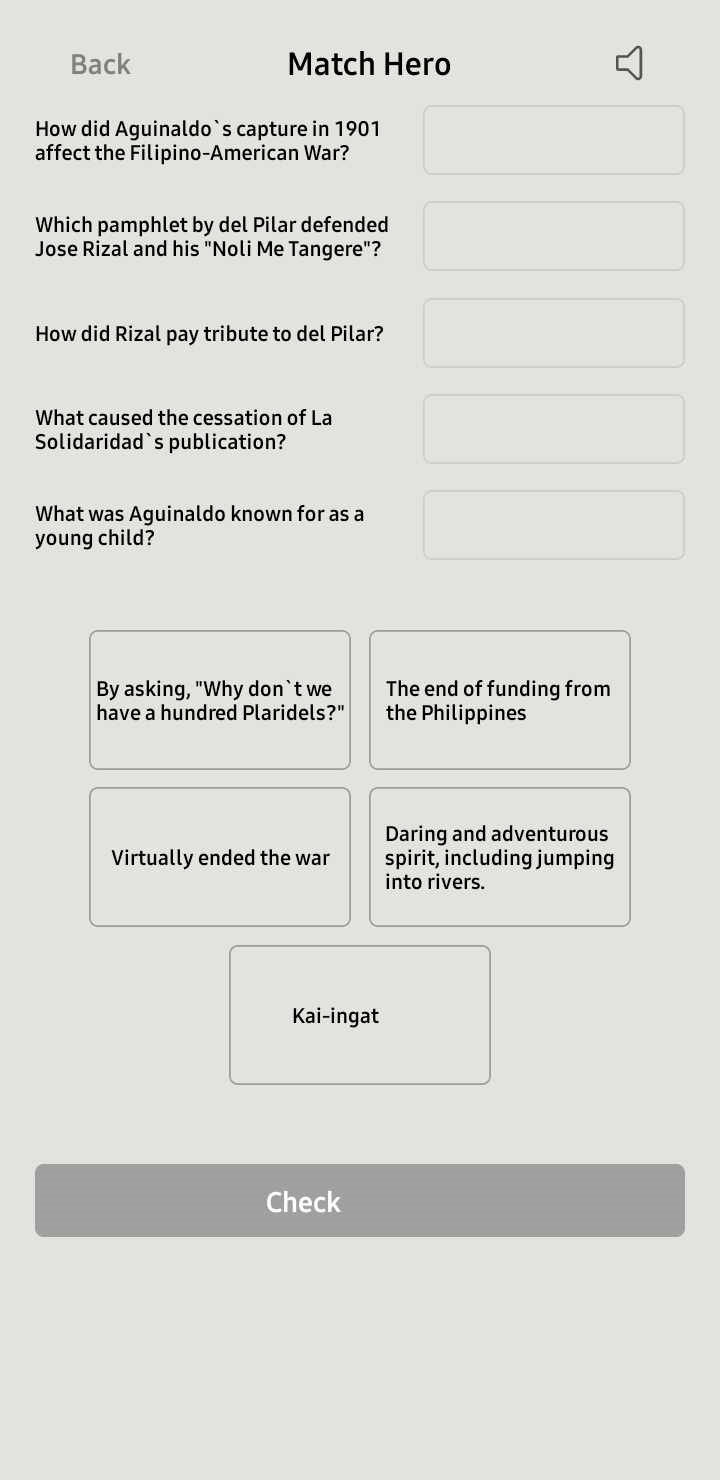 Back
Match Hero
How did Aguinaldo`s capture in 1901
affect the Filipino-American War?
Which pamphlet by del Pilar defended
Jose Rizal and his "Noli Me Tangere"?
How did Rizal pay tribute to del Pilar?
What caused the cessation of La
Solidaridad`s publication?
What was Aguinaldo known for as a
young child?
By asking, "Why don`t we
have a hundred Plaridels?"
The end of funding from
the Philippines
Virtually ended the war
Daring and adventurous
spirit, including jumping
into rivers.
Kai-ingat
Check